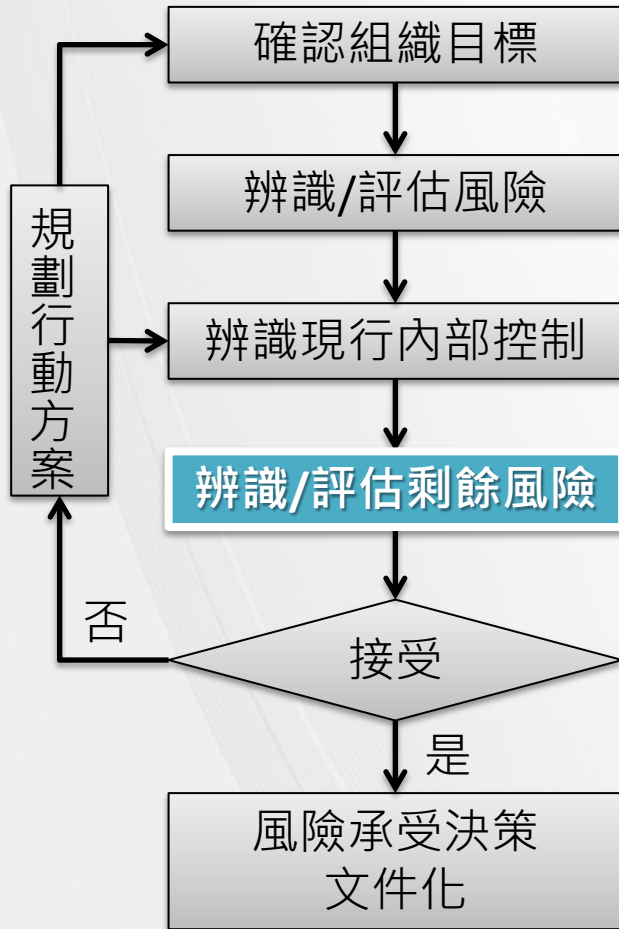 確認組織目標
辨識/評估風險
規劃行動方案
辨識現行內部控制
辨識/評估剩餘風險
否
接受
是
風險承受決策
文件化